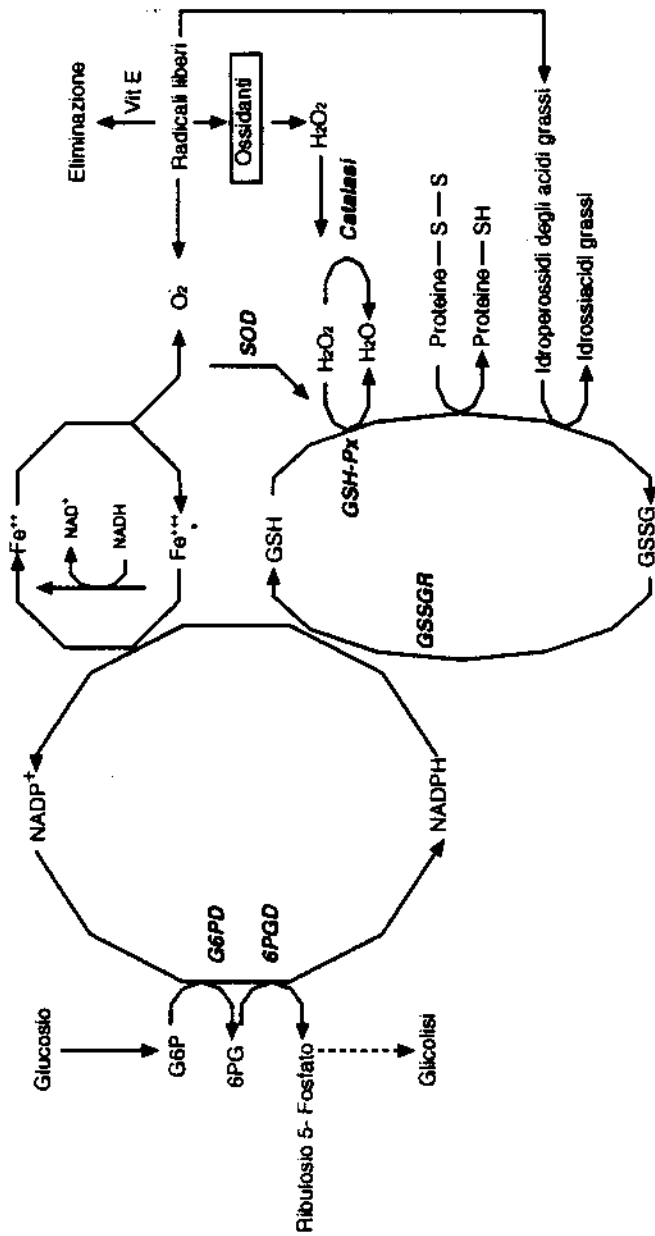 Glucosio
G6P
6PG
Ribulosio 5- Fosfato
Glicolisi
G6PD
6PGD
NADP+
NADPH
Fe++
NAD+
NADH
Fe+++
GSH
GSSGR
GSSG
O2
SOD
GSH-Px
H2O2
H2O
Catalasi
Eliminazione
Vit E
Radicali liberi
Ossidanti
H2O2
Proteine — S — S
Proteine — SH
Idroperossidi degli acidi grassi
Idrossiacidi grassi